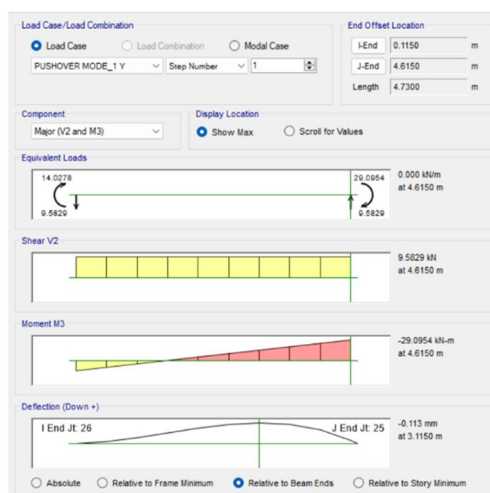 Load Case/Load Combination
End Offset Location
Load Case
Load Combination
Modal Case
I-End 0.1150 m
PUSHOVER MODE_1 Y
Step Number
1
J-End 4.6150 m
Length 4.7300 m
Component
Display Location
Major (V2 and M3)
Show Max
Scroll for Values
Equivalent Loads
14.0278
29.0954
0.000 kN/m
at 4.6150 m
9.5829
9.5829
Shear V2
9.5829 kN
at 4.6150 m
Moment M3
-29.0954 kN-m
at 4.6150 m
Deflection (Down +)
I End Jt: 26
J End Jt: 25
-0.113 mm
at 3.1150 m
Absolute
Relative to Frame Minimum
Relative to Beam Ends
Relative to Story Minimum